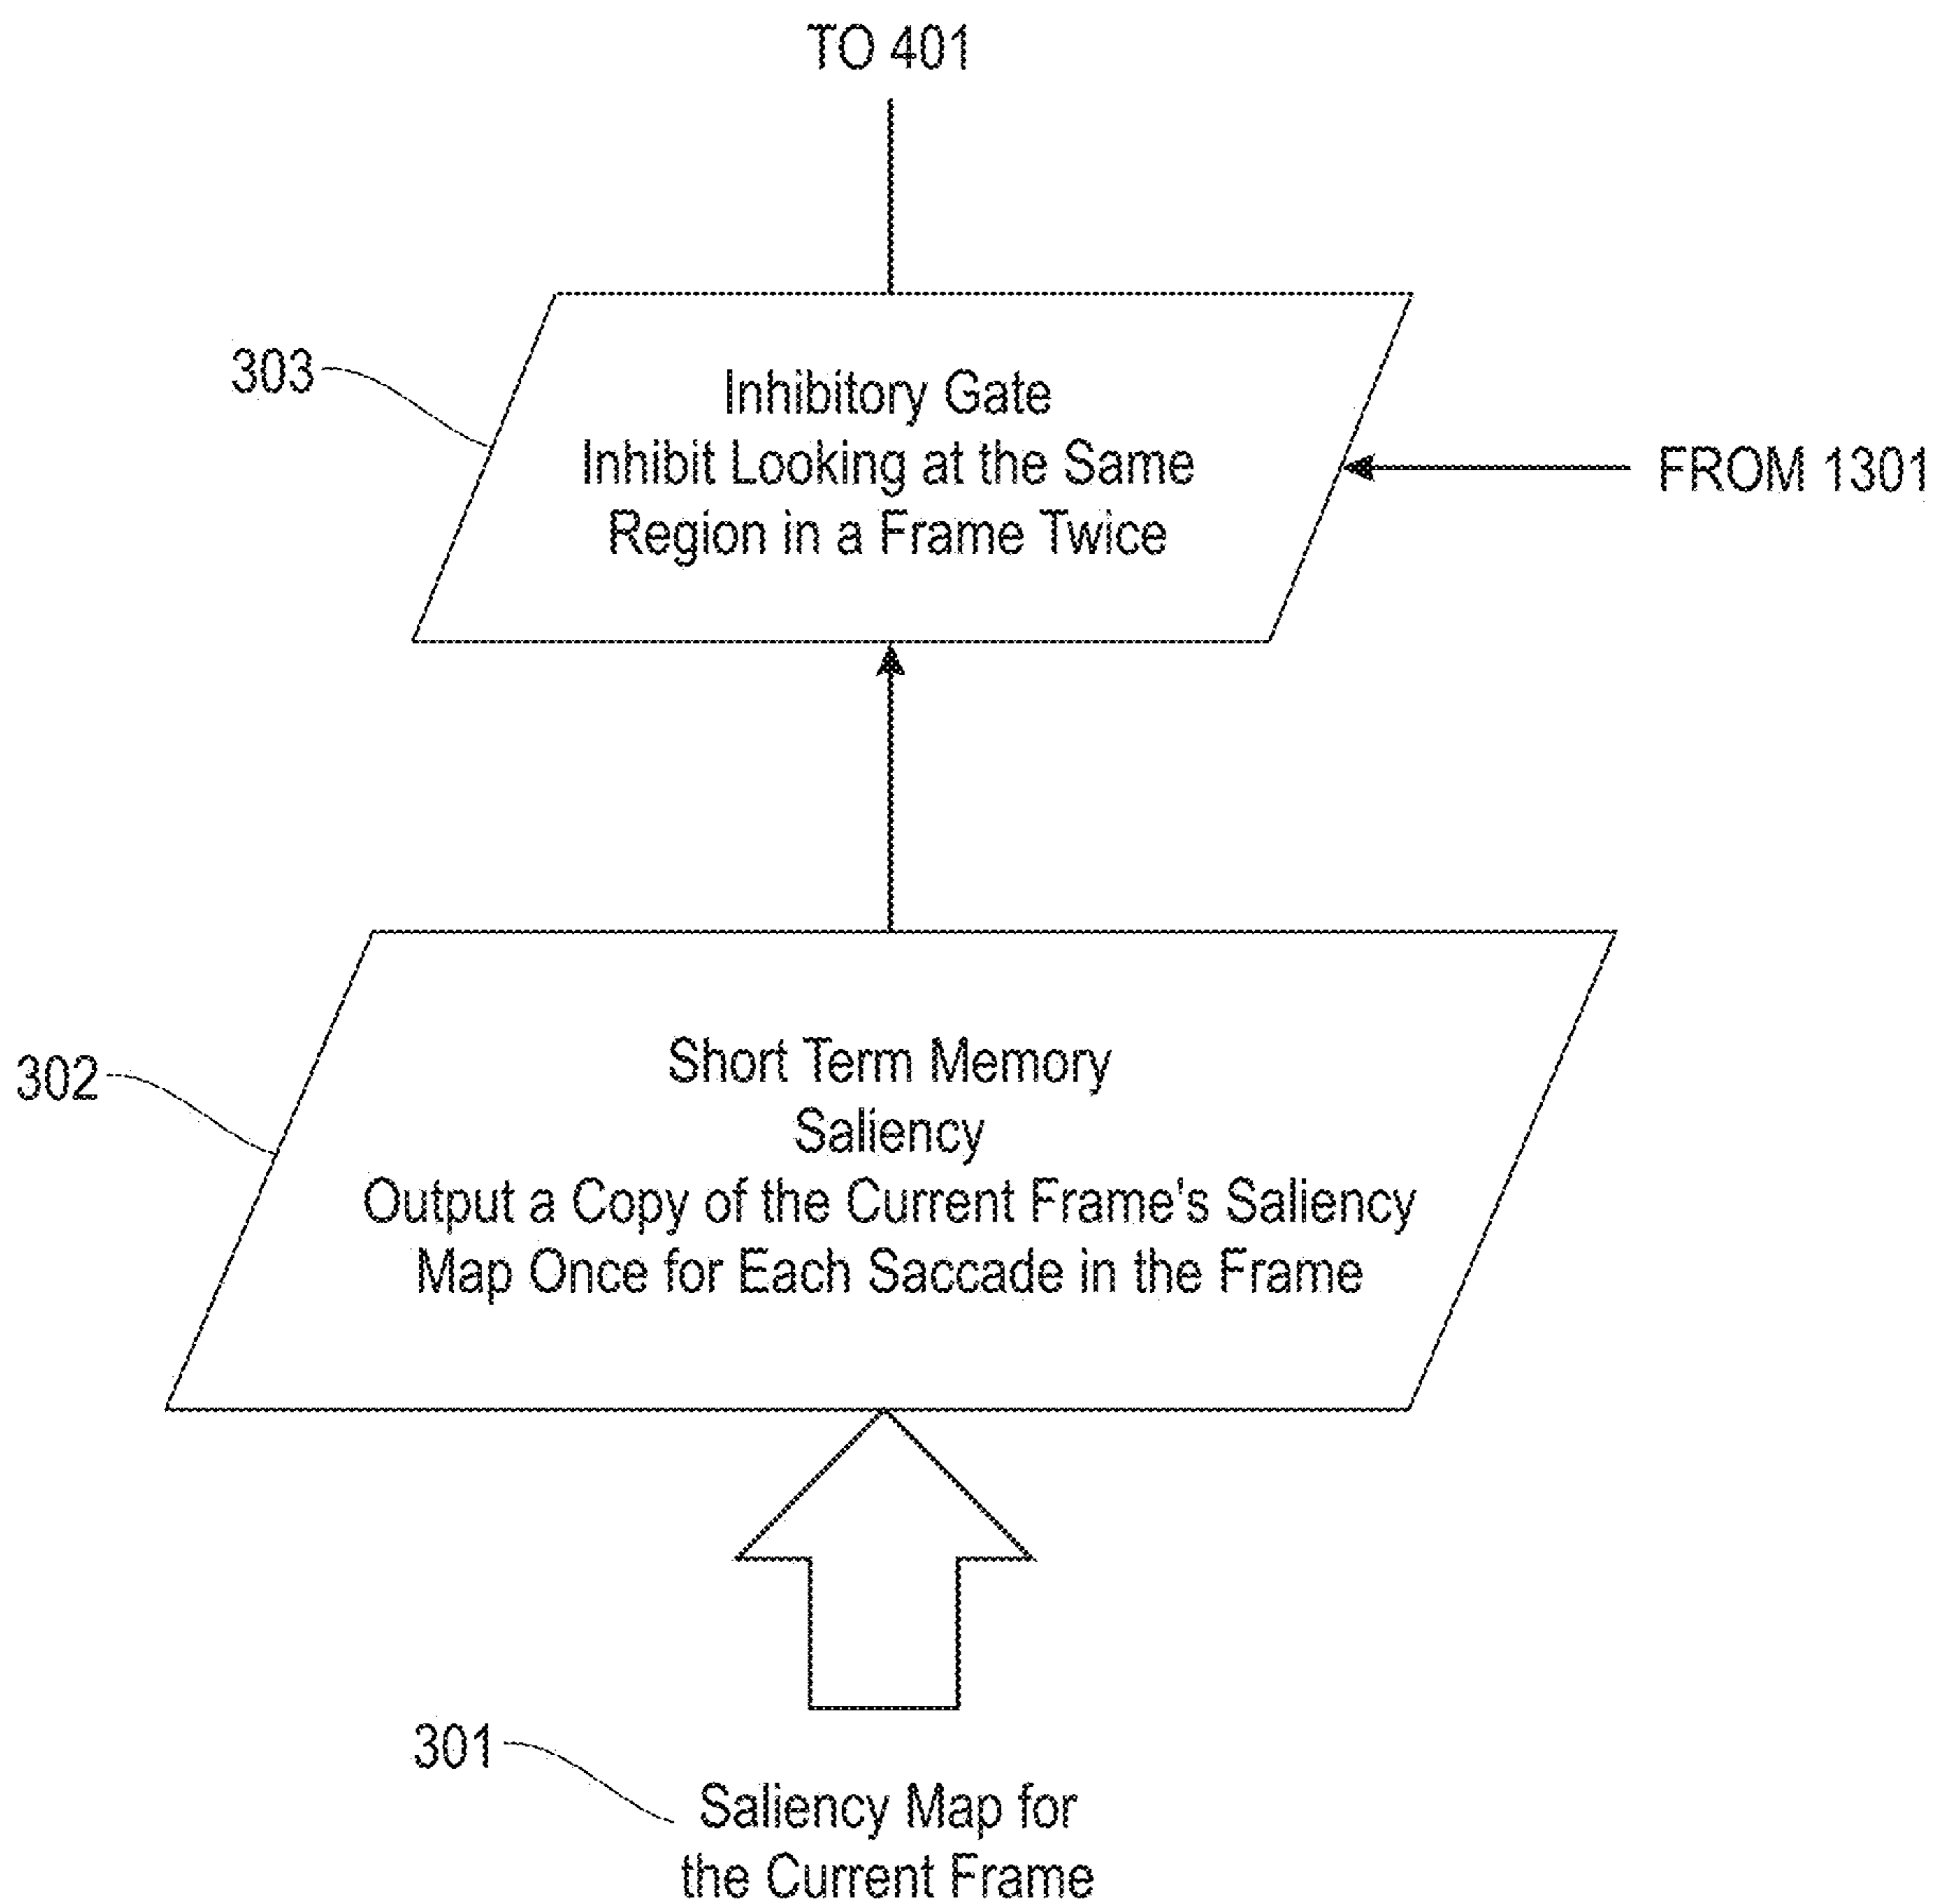 TO 401
303
Inhibitory Gate
Inhibit Looking at the Same
Region in a Frame Twice
FROM 1301
302
Short Term Memory
Saliency
Output a Copy of the Current Frame's Saliency
Map Once for Each Saccade in the Frame
301
Saliency Map for
the Current Frame